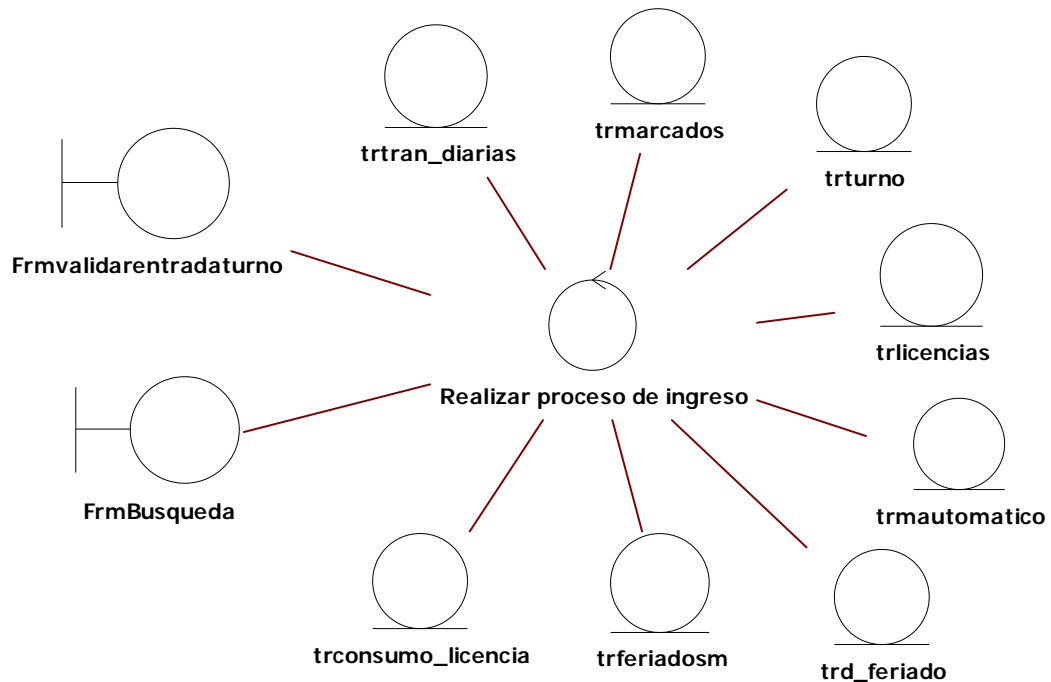 trmarcados
trtran_diarias
trturno
Frmvalidarentradaturno
trlicencias
Realizar proceso de ingreso
FrmBusqueda
trmautomatico
trconsumo_licencia
trferiadosm
trd_feriado